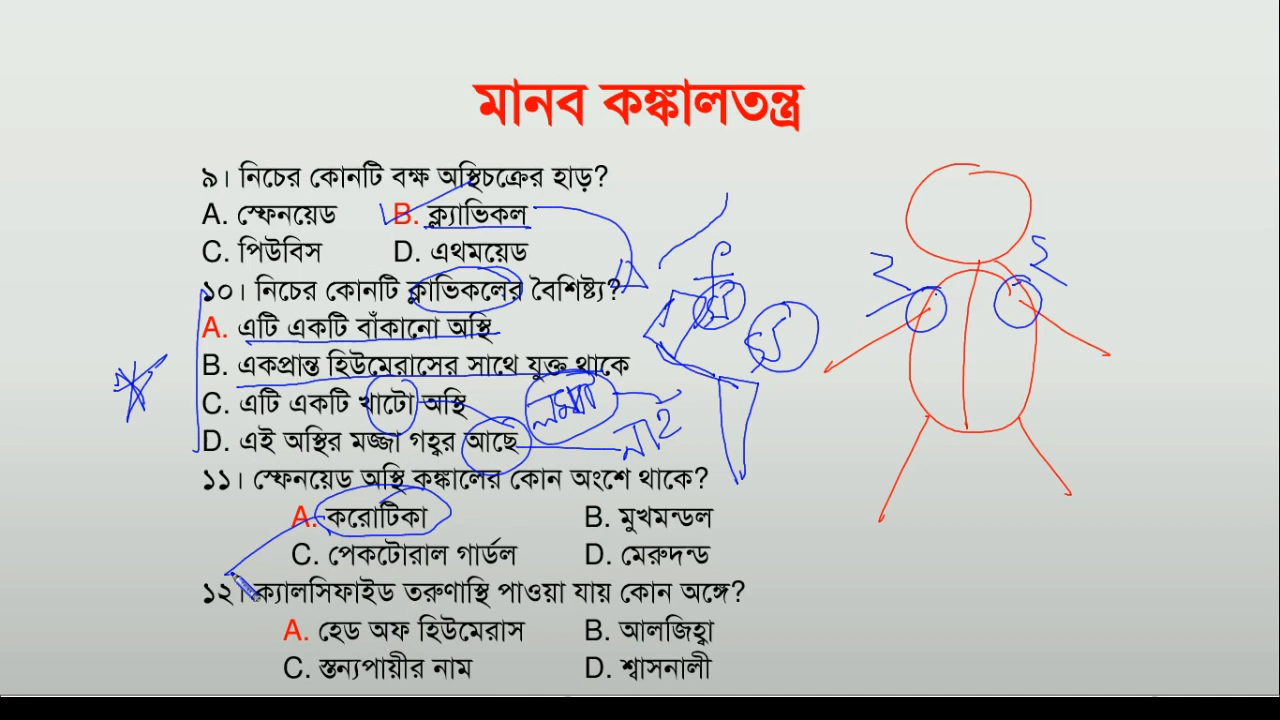 মানব কঙ্কালতন্ত্র
৯। নিচের কোনটি বক্ষ অস্থিচক্রের হাড়?
A. স্ফেনয়েড B. ক্ল্যাভিকল
C. পিউবিস D. এথময়েড
১০। নিচের কোনটি ক্লাভিকলের বৈশিষ্ট্য?
A. এটি একটি বাঁকানো অস্থি
B. একপ্রান্ত হিউমেরাসের সাথে যুক্ত থাকে
C. এটি একটি খাটো অস্থি লম্বা
D. এই অস্থির মজ্জা গহ্বর আছে নাই
১১। স্ফেনয়েড অস্থি কঙ্কালের কোন অংশে থাকে?
A. করোটিকা B. মুখমন্ডল
C. পেকটোরাল গার্ডল D. মেরুদন্ড
১২। ক্যালসিফাইড তরুণাস্থি পাওয়া যায় কোন অঙ্গে?
A. হেড অফ হিউমেরাস B. আলজিহ্বা
C. স্তন্যপায়ীর নাম D. শ্বাসনালী